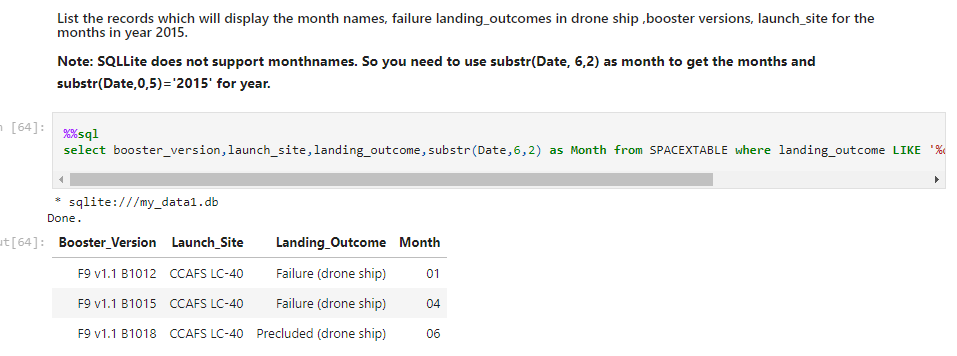 List the records which will display the month names, failure landing_outcomes in drone ship ,booster versions, launch_site for the
months in year 2015.
Note: SQLLite does not support monthnames. So you need to use substr(Date, 6,2) as month to get the months and
substr(Date,0,5)='2015' for year.
[64]:
%%sql
select booster_version,launch_site,landing_outcome,substr(Date,6,2) as Month from SPACEXTABLE where landing_outcome LIKE '%
* sqlite:///my_data1.db
Done.
ut[64]: Booster_Version Launch_Site Landing_Outcome Month
F9 v1.1 B1012 CCAFS LC-40 Failure (drone ship) 01
F9 v1.1 B1015 CCAFS LC-40 Failure (drone ship) 04
F9 v1.1 B1018 CCAFS LC-40 Precluded (drone ship) 06